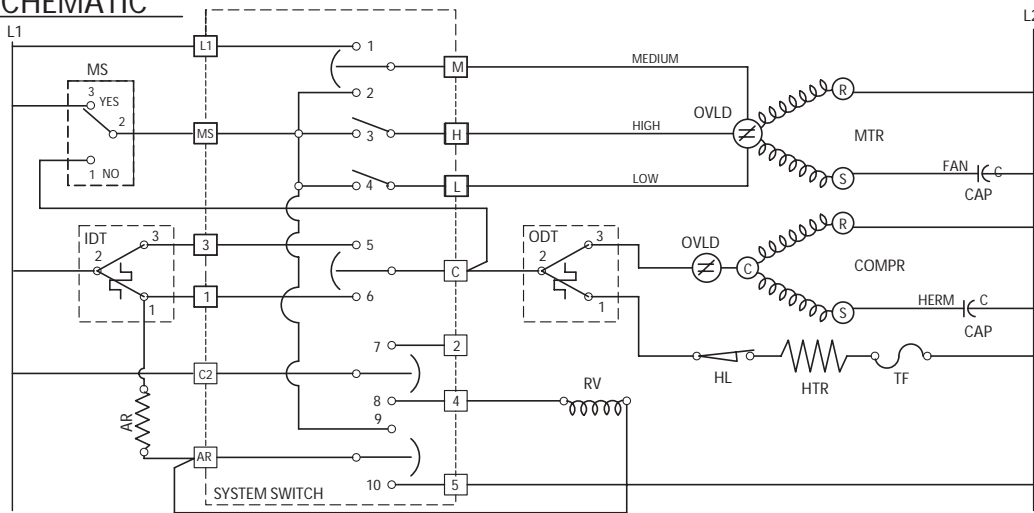 CHEMATIC
L1
L2
L1
1
MS
M
MEDIUM
3 YES
2
2
OVLD
R
MTR
MS
3
H
HIGH
1 NO
4
L
LOW
S
FAN
C
CAP
IDT
3
2
1
3
5
ODT
3
2
1
C
OVLD
C
R
COMPR
1
6
S
HERM
C
CAP
7
2
HL
HTR
TF
C2
8
4
RV
9
AR
AR
10
5
SYSTEM SWITCH